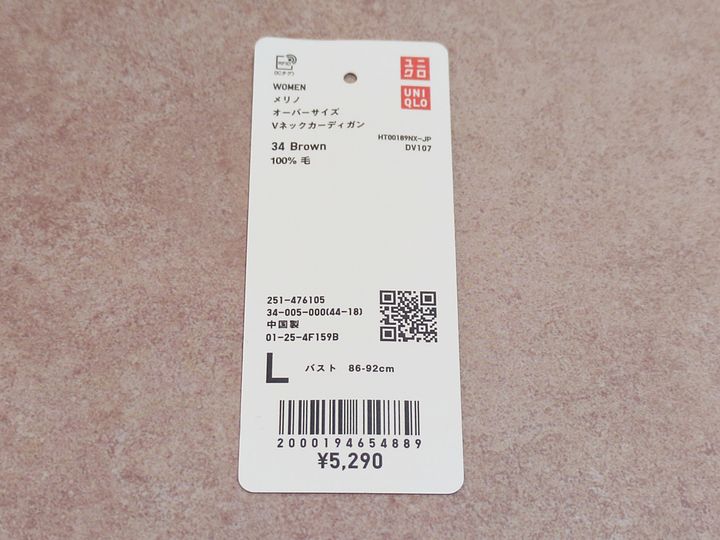 WOMEN
メリノ
オーバーサイズ
Vネックカーディガン
34 Brown
100% 毛
ユニ
クロ
UNI
QLO
HT00189NX-JP
DV107
251-476105
34-005-000(44-18)
中国製
01-25-4F159B
L バスト 86-92cm
2000194654889
¥5,290